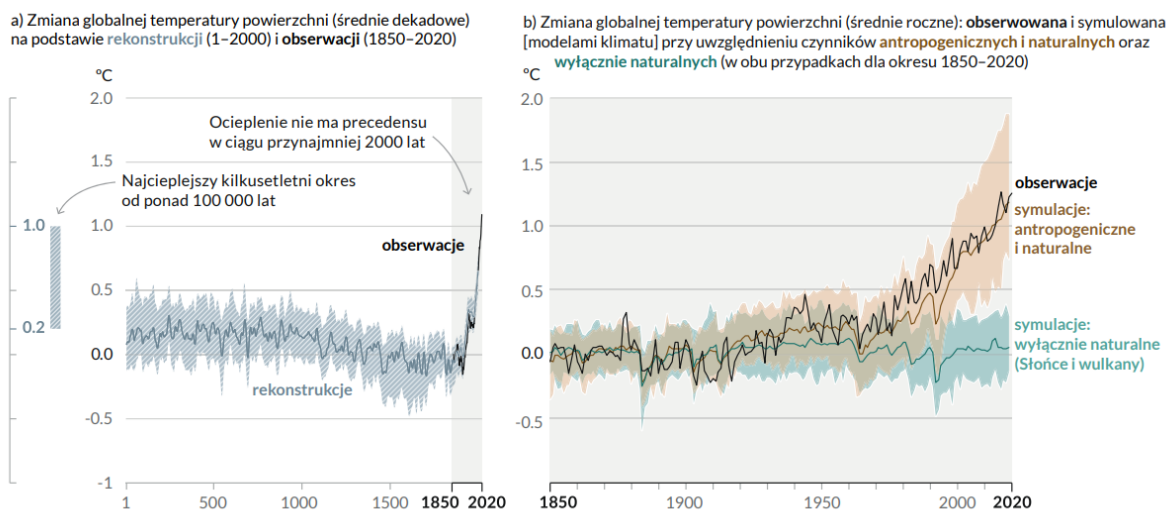 a) Zmiana globalnej temperatury powierzchni (średnie dekadowe)
na podstawie rekonstrukcji (1–2000) i obserwacji (1850–2020)
°C
2.0
1.5
1.0
0.5
0.0
-0.5
-1
1.0
0.2
Ocieplenie nie ma precedensu
w ciągu przynajmniej 2000 lat
Najcieplejszy kilkusetletni okres
od ponad 100 000 lat
obserwacje
rekonstrukcje
1 500 1000 1500 1850 2020
b) Zmiana globalnej temperatury powierzchni (średnie roczne): obserwowana i symulowana
[modelami klimatu] przy uwzględnieniu czynników antropogenicznych i naturalnych oraz
wyłącznie naturalnych (w obu przypadkach dla okresu 1850–2020)
°C
2.0
1.5
1.0
0.5
0.0
-0.5
obserwacje
symulacje:
antropogeniczne
i naturalne
symulacje:
wyłącznie naturalne
(Słońce i wulkany)
1850 1900 1950 2000 2020